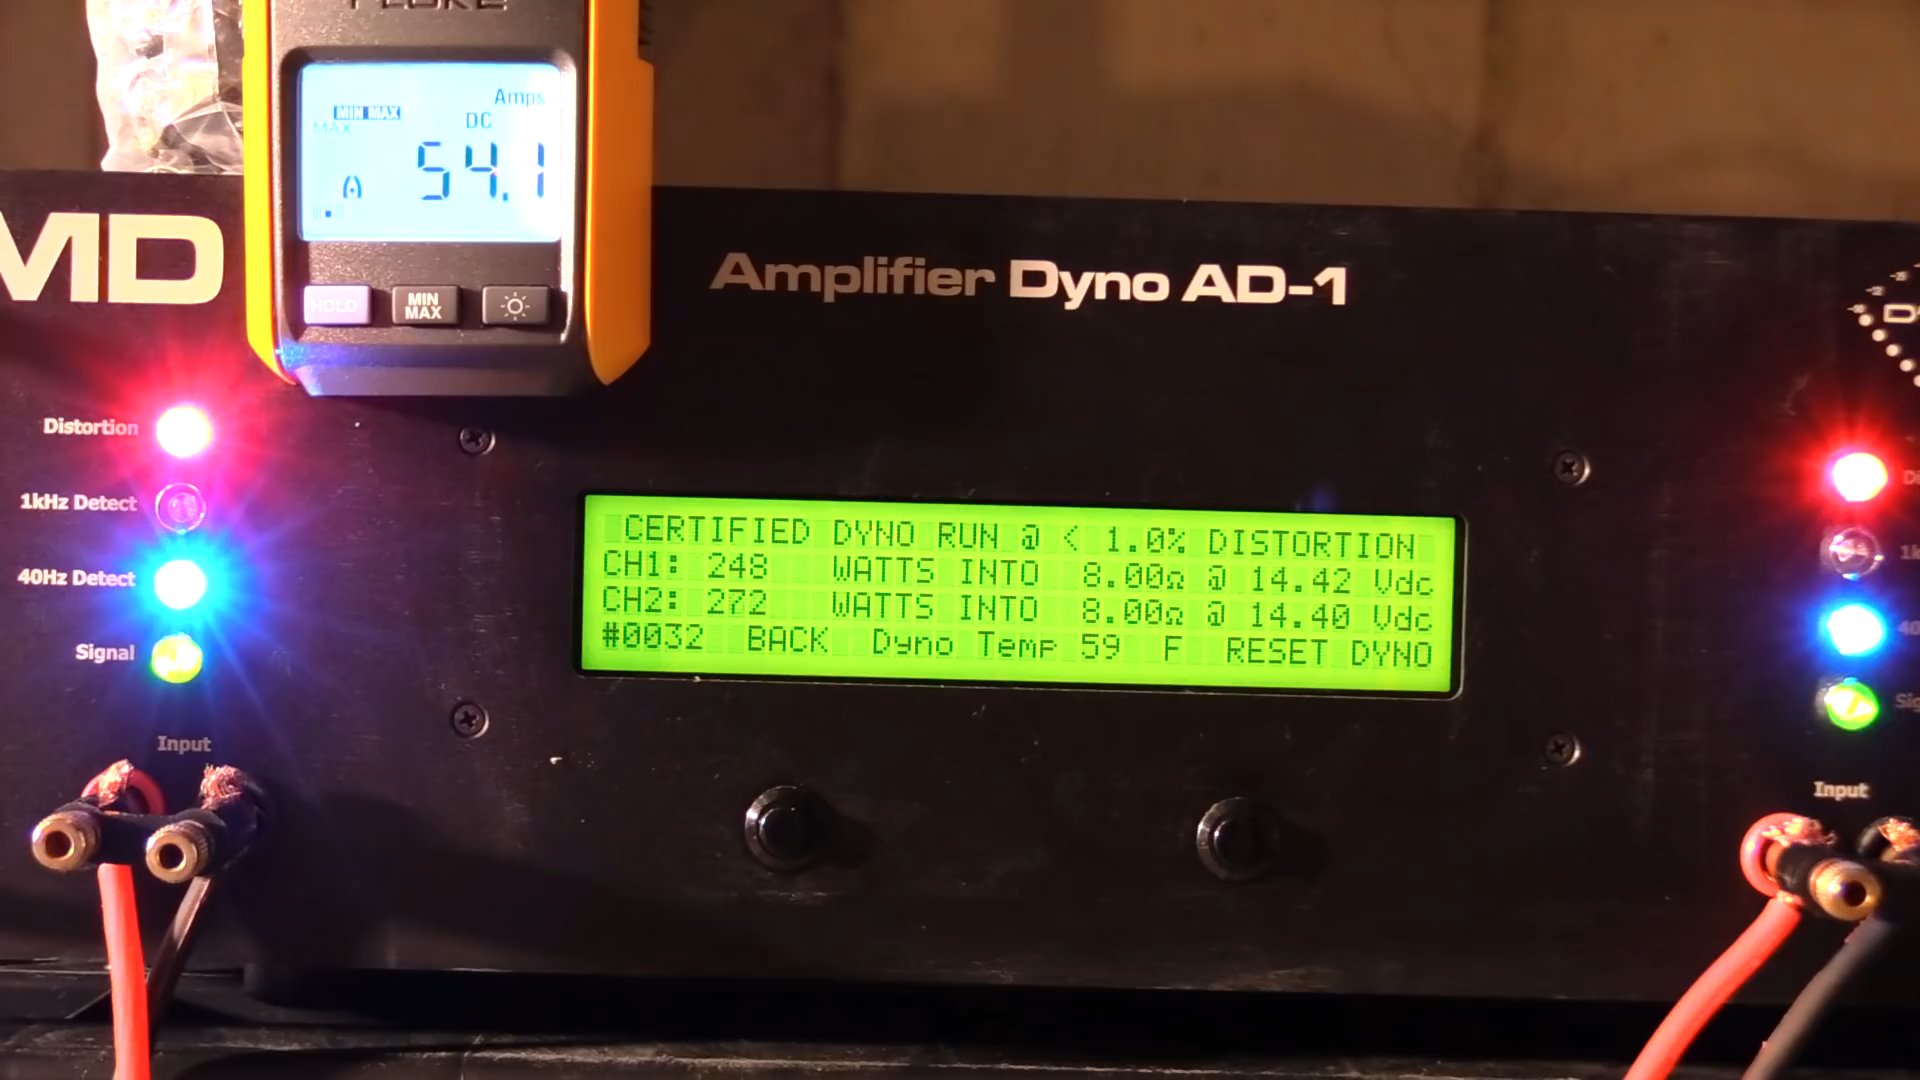 FLUKE
Amps
MIN MAX
MAX
DC
54.1
HOLD
MIN
MAX
MD
Amplifier Dyno AD-1
Distortion
1kHz Detect
40Hz Detect
Signal
Input
CERTIFIED DYNO RUN @ < 1.0% DISTORTION
CH1: 248 WATTS INTO 8.00Ω @ 14.42 Vdc
CH2: 272 WATTS INTO 8.00Ω @ 14.40 Vdc
#0032 BACK Dyno Temp 59 F RESET DYNO
Input